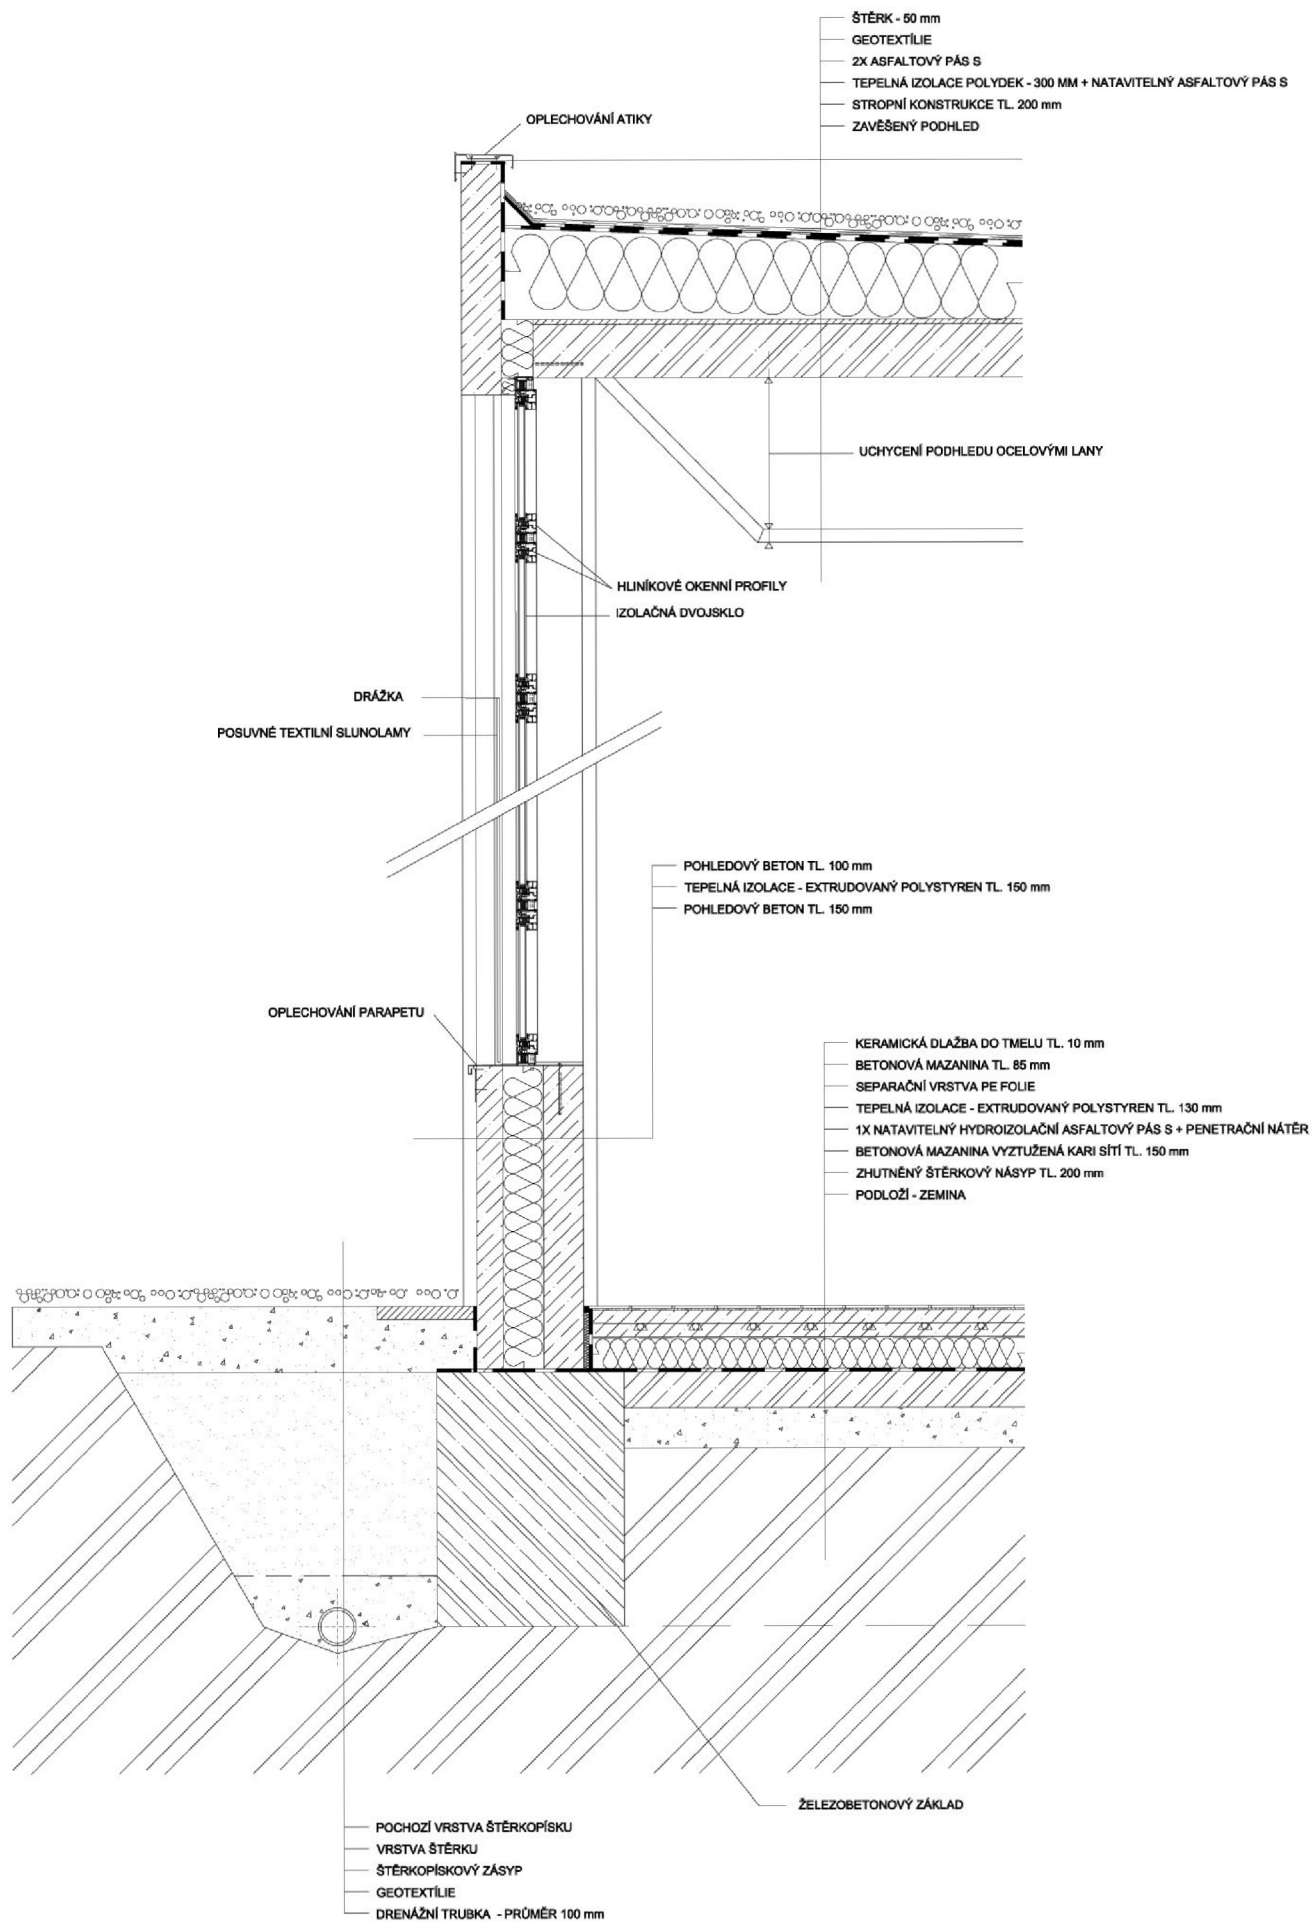 ŠTĚRK - 50 mm
GEOTEXTÍLIE
2X ASFALTOVÝ PÁS S
TEPELNÁ IZOLACE POLYDEK - 300 MM + NATAVITELNÝ ASFALTOVÝ PÁS S
STROPNÍ KONSTRUKCE TL. 200 mm
ZAVĚŠENÝ PODHLED
OPLECHOVÁNÍ ATIKY
UCHYCENÍ PODHLEDU OCELOVÝMI LANY
HLINÍKOVÉ OKENNÍ PROFILY
IZOLAČNÁ DVOJSKLO
DRÁŽKA
POSUVNÉ TEXTILNÍ SLUNOLAMY
POHLEDOVÝ BETON TL. 100 mm
TEPELNÁ IZOLACE - EXTRUDOVANÝ POLYSTYREN TL. 150 mm
POHLEDOVÝ BETON TL. 150 mm
OPLECHOVÁNÍ PARAPETU
KERAMICKÁ DLAŽBA DO TMELU TL. 10 mm
BETONOVÁ MAZANINA TL. 85 mm
SEPARAČNÍ VRSTVA PE FOLIE
TEPELNÁ IZOLACE - EXTRUDOVANÝ POLYSTYREN TL. 130 mm
1X NATAVITELNÝ HYDROIZOLAČNÍ ASFALTOVÝ PÁS S + PENETRAČNÍ NÁTĚR
BETONOVÁ MAZANINA VYZTUŽENÁ KARI SÍTÍ TL. 150 mm
ZHUTNĚNÝ ŠTĚRKOVÝ NÁSYP TL. 200 mm
PODLOŽÍ - ZEMINA
ŽELEZOBETONOVÝ ZÁKLAD
POCHOZÍ VRSTVA ŠTĚRKOPÍSKU
VRSTVA ŠTĚRKU
ŠTĚRKOPÍSKOVÝ ZÁSYP
GEOTEXTÍLIE
DRENÁŽNÍ TRUBKA - PRŮMĚR 100 mm